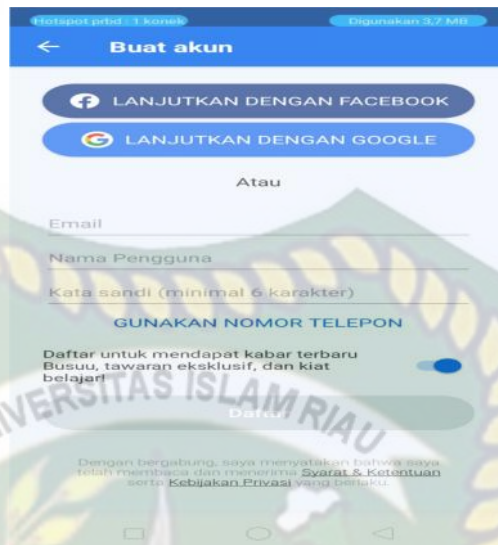 Hotspot prbd : 1 konek
Digunakan 3,7 MB
Buat akun
LANJUTKAN DENGAN FACEBOOK
G LANJUTKAN DENGAN GOOGLE
Atau
Email
Nama Pengguna
Kata sandi (minimal 6 karakter)
GUNAKAN NOMOR TELEPON
Daftar untuk mendapat kabar terbaru
Busuu, tawaran eksklusif, dan kiat
belajar!
VERSITAS ISLAM RIAU
Daftar
Dengan bergabung, saya menyatakan bahwa saya
telah membaca dan menerima Syarat & Ketentuan
serta Kebijakan Privasi yang berlaku.